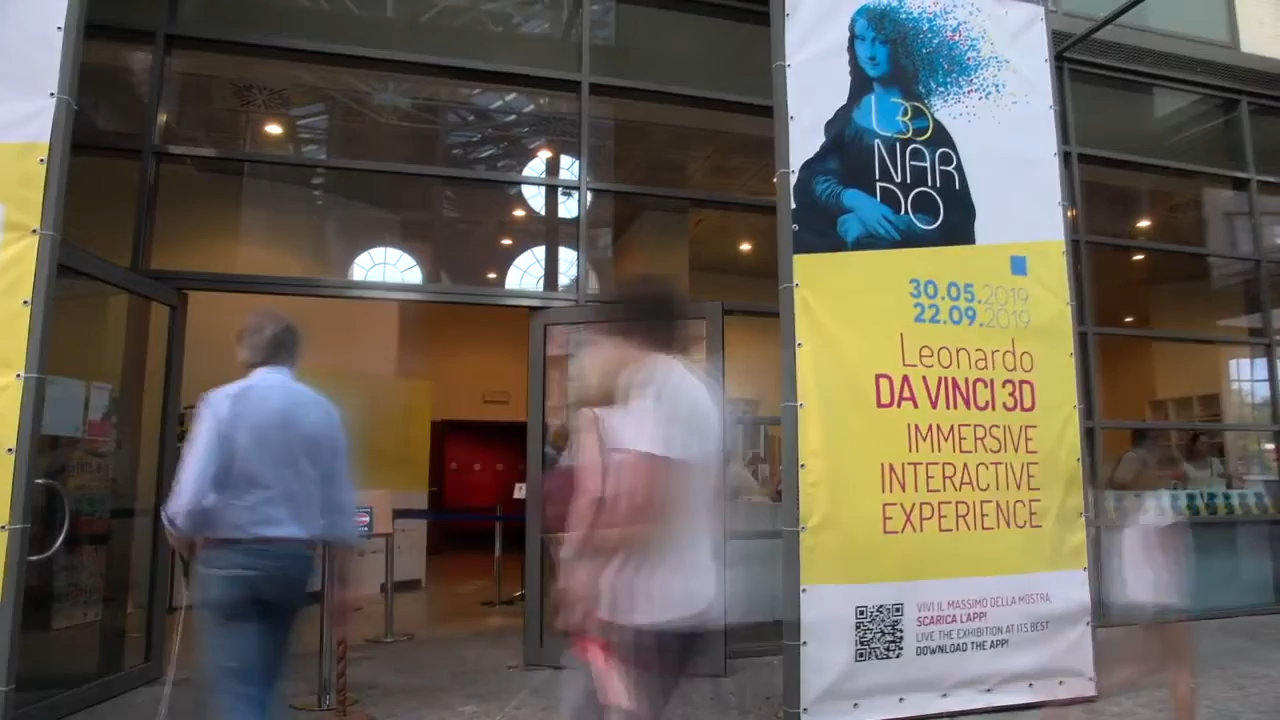 L3O
NAR
DO
30.05.2019
22.09.2019
Leonardo
DA VINCI 3D
IMMERSIVE
INTERACTIVE
EXPERIENCE
VIVI IL MASSIMO DELLA MOSTRA,
SCARICA L'APP!
LIVE THE EXHIBITION AT ITS BEST
DOWNLOAD THE APP!